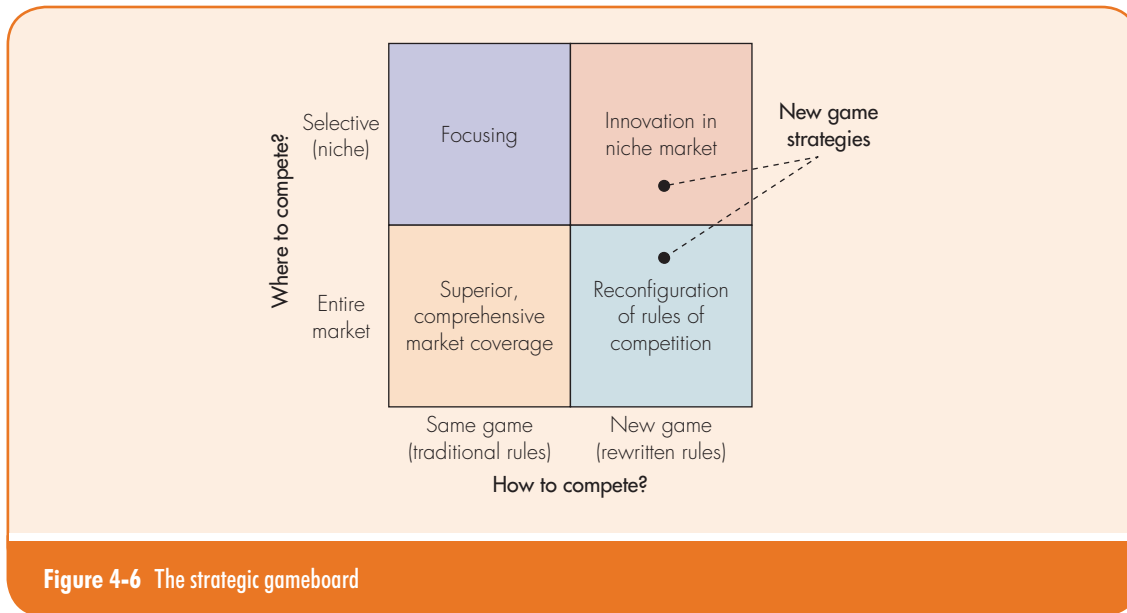 Where to compete?
Selective
(niche)
Focusing
Innovation in
niche market
New game
strategies
Entire
market
Superior,
comprehensive
market coverage
Reconfiguration
of rules of
competition
Same game
(traditional rules)
New game
(rewritten rules)
How to compete?
Figure 4-6 The strategic gameboard